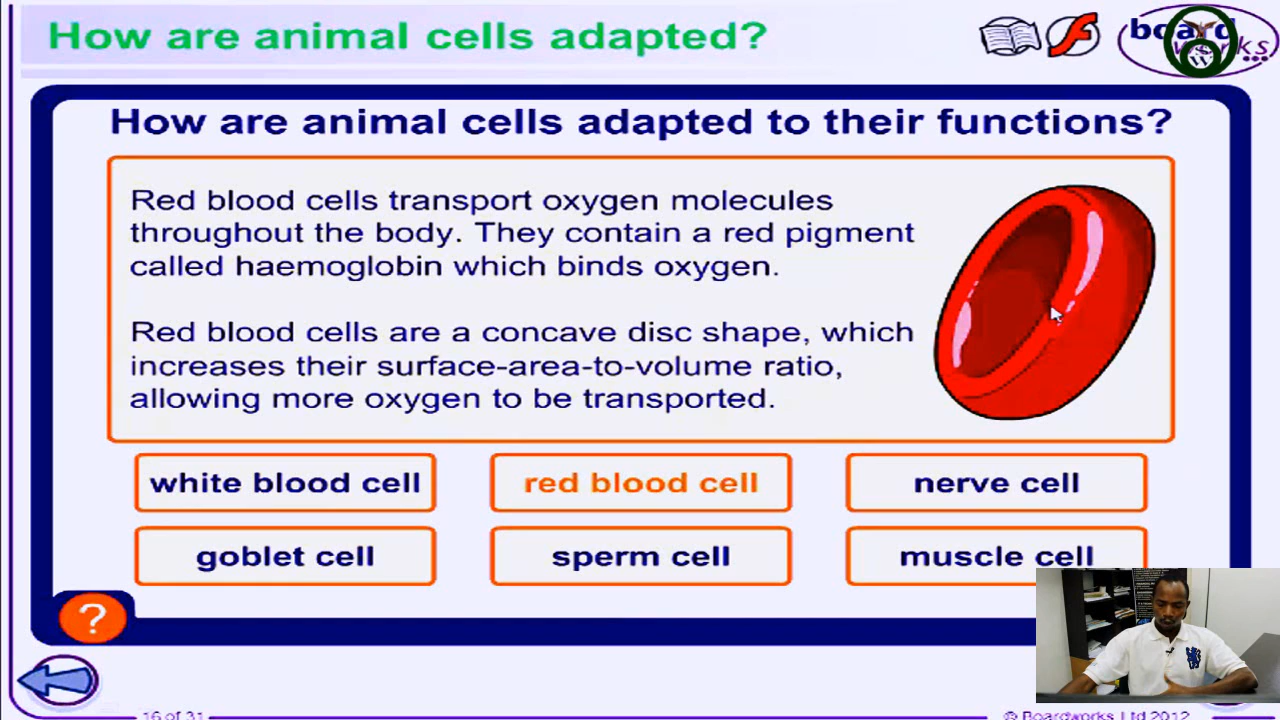 How are animal cells adapted?
board
works
W
How are animal cells adapted to their functions?
Red blood cells transport oxygen molecules
throughout the body. They contain a red pigment
called haemoglobin which binds oxygen.
Red blood cells are a concave disc shape, which
increases their surface-area-to-volume ratio,
allowing more oxygen to be transported.
white blood cell
red blood cell
nerve cell
goblet cell
sperm cell
muscle cell
?
16 of 31
© Boardworks Ltd 2012